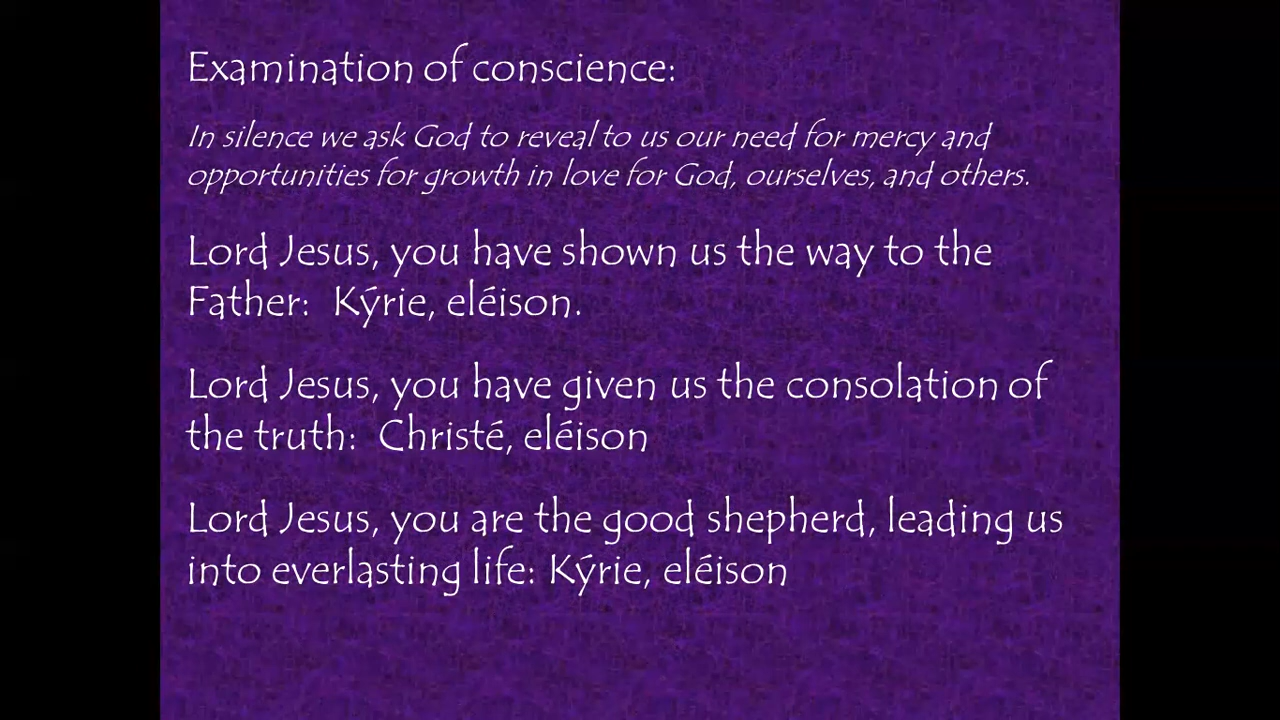 Examination of conscience:
In silence we ask God to reveal to us our need for mercy and
opportunities for growth in love for God, ourselves, and others.
Lord Jesus, you have shown us the way to the
Father:  Kýrie, eléison.
Lord Jesus, you have given us the consolation of
the truth:  Christé, eléison
Lord Jesus, you are the good shepherd, leading us
into everlasting life: Kýrie, eléison